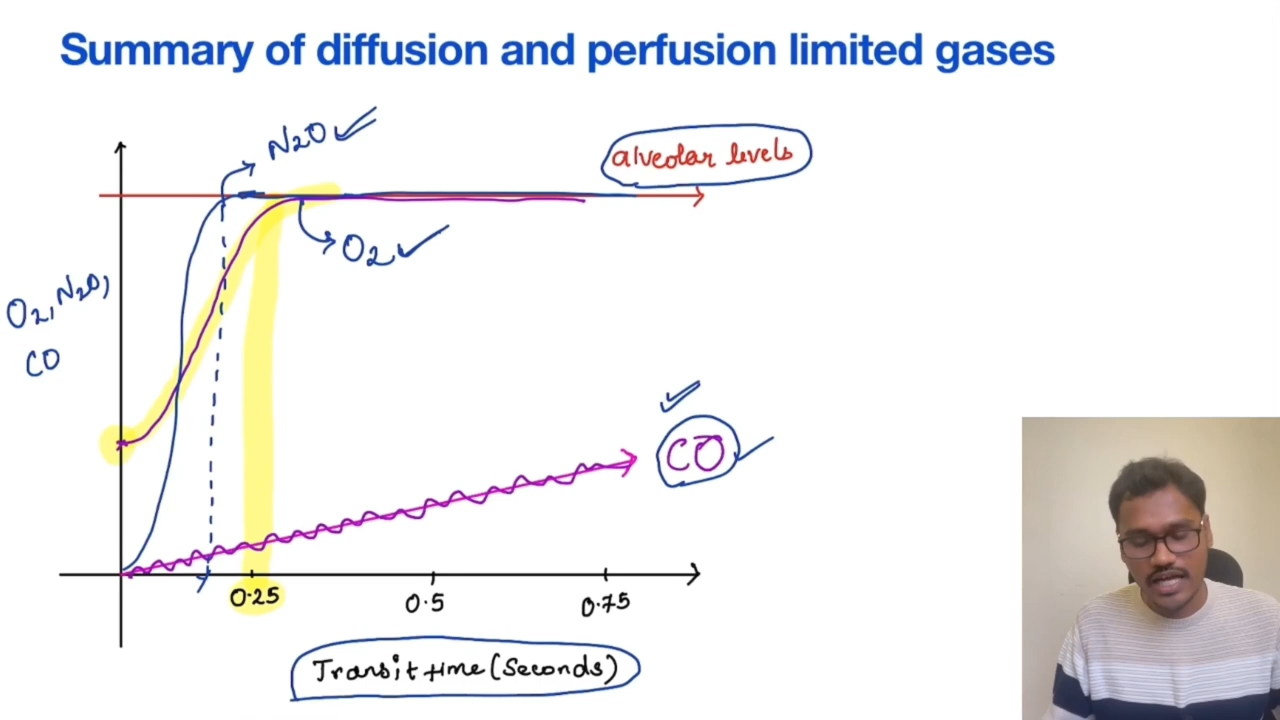 Summary of diffusion and perfusion limited gases
N2O
alveolar levels
O2
O2, N2O,
CO
CO
0.25
0.5
0.75
Transit time (Seconds)